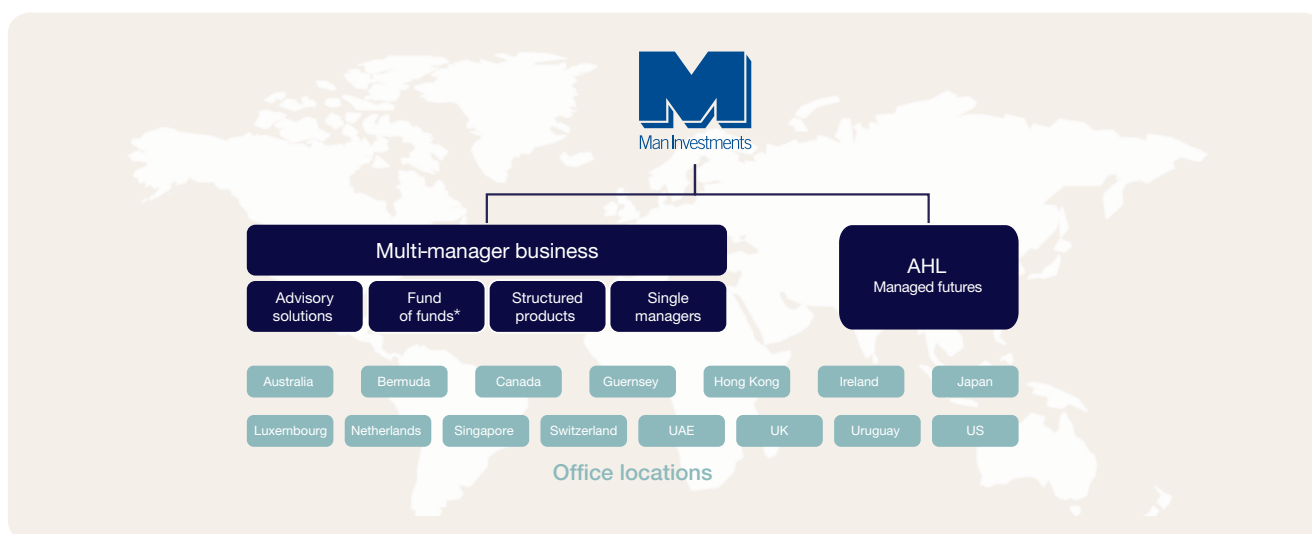 M
Man Investments
Multi-manager business
AHL
Managed futures
Advisory
solutions
Fund
of funds*
Structured
products
Single
managers
Australia
Bermuda
Canada
Guernsey
Hong Kong
Ireland
Japan
Luxembourg
Netherlands
Singapore
Switzerland
UAE
UK
Uruguay
US
Office locations